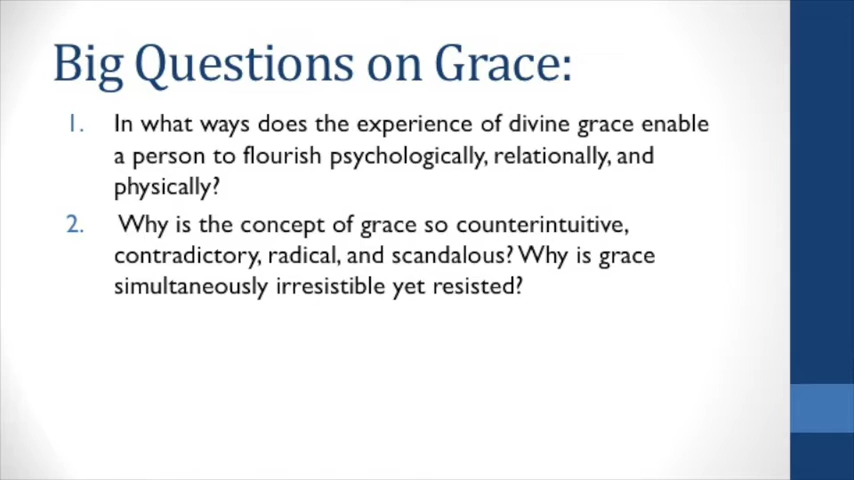 Big Questions on Grace:
1. In what ways does the experience of divine grace enable
a person to flourish psychologically, relationally, and
physically?
2. Why is the concept of grace so counterintuitive,
contradictory, radical, and scandalous? Why is grace
simultaneously irresistible yet resisted?